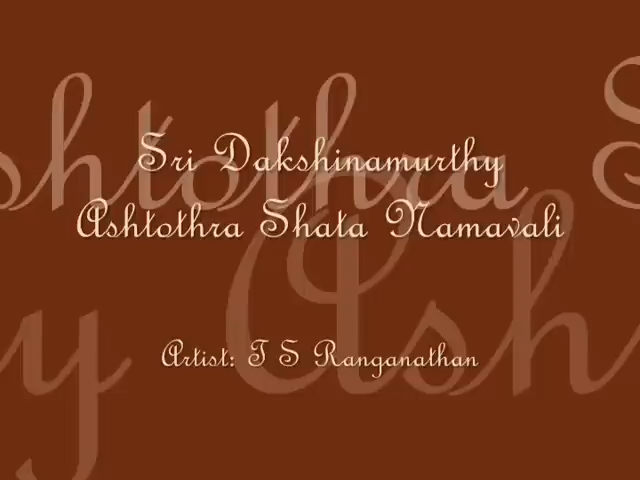 Sri Dakshinamurthy
Ashtothra Shata Namavali
Artist: T S Ranganathan